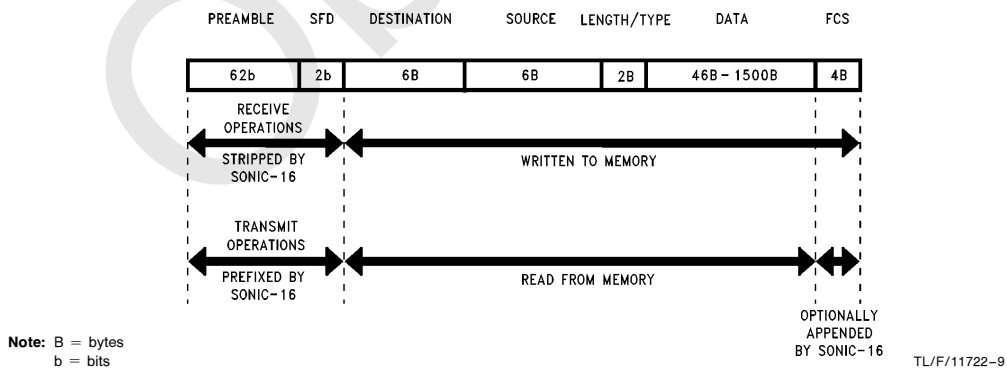 PREAMBLE SFD DESTINATION SOURCE LENGTH/TYPE DATA FCS
62b 2b 6B 6B 2B 46B-1500B 4B
RECEIVE
OPERATIONS
STRIPPED BY
SONIC-16
WRITTEN TO MEMORY
TRANSMIT
OPERATIONS
PREFIXED BY
SONIC-16
READ FROM MEMORY
OPTIONALLY
APPENDED
BY SONIC-16
Note: B = bytes
b = bits
TL/F/11722-9